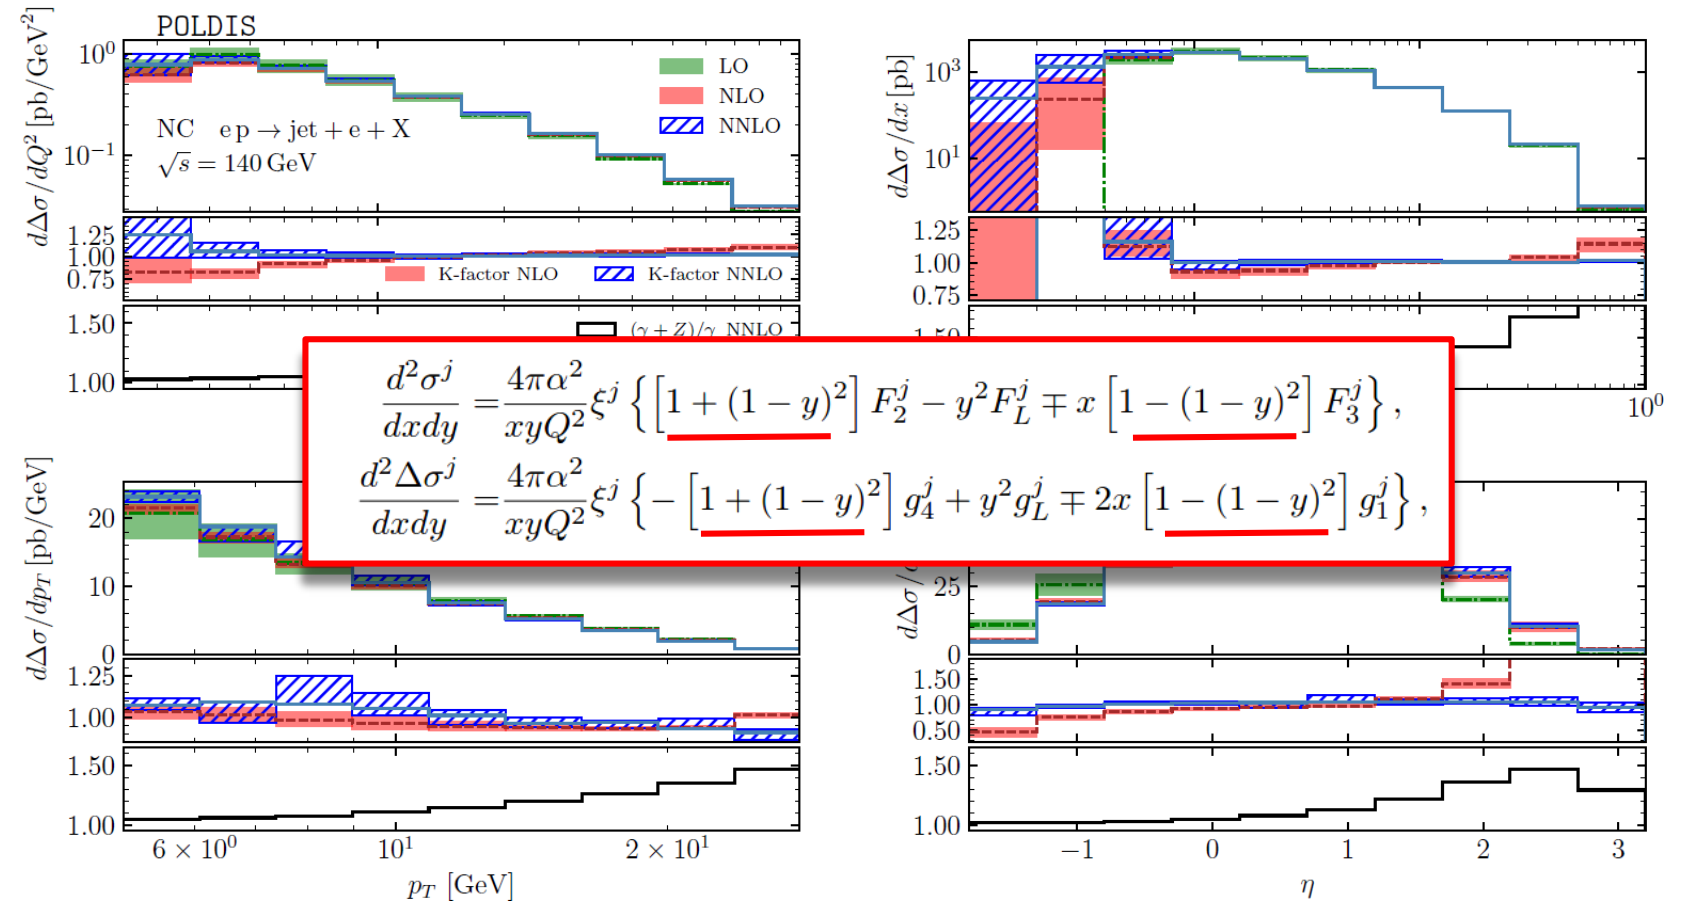 POLDIS
dΔσ/dQ² [pb/GeV²]
10⁰
10⁻¹
LO
NLO
NNLO
NC e p → jet + e + X
√s = 140 GeV
1.25
1.00
0.75
K-factor NLO
K-factor NNLO
1.50
1.00
(γ + Z)/γ NNLO
dΔσ/dx [pb]
10³
10¹
1.25
1.00
0.75
10⁰
d²σʲ/dxdy = 4πα²/xyQ² ξʲ {[1 + (1 − y)²] F₂ʲ − y²F_Lʲ ∓ x [1 − (1 − y)²] F₃ʲ},
d²Δσʲ/dxdy = 4πα²/xyQ² ξʲ {− [1 + (1 − y)²] g₄ʲ + y²g_Lʲ ∓ 2x [1 − (1 − y)²] g₁ʲ},
dΔσ/dp_T [pb/GeV]
20
10
0
1.25
1.00
1.50
1.00
6 × 10⁰
10¹
2 × 10¹
p_T [GeV]
25
0
1.50
1.00
0.50
1.50
1.00
−1
0
1
2
3
η